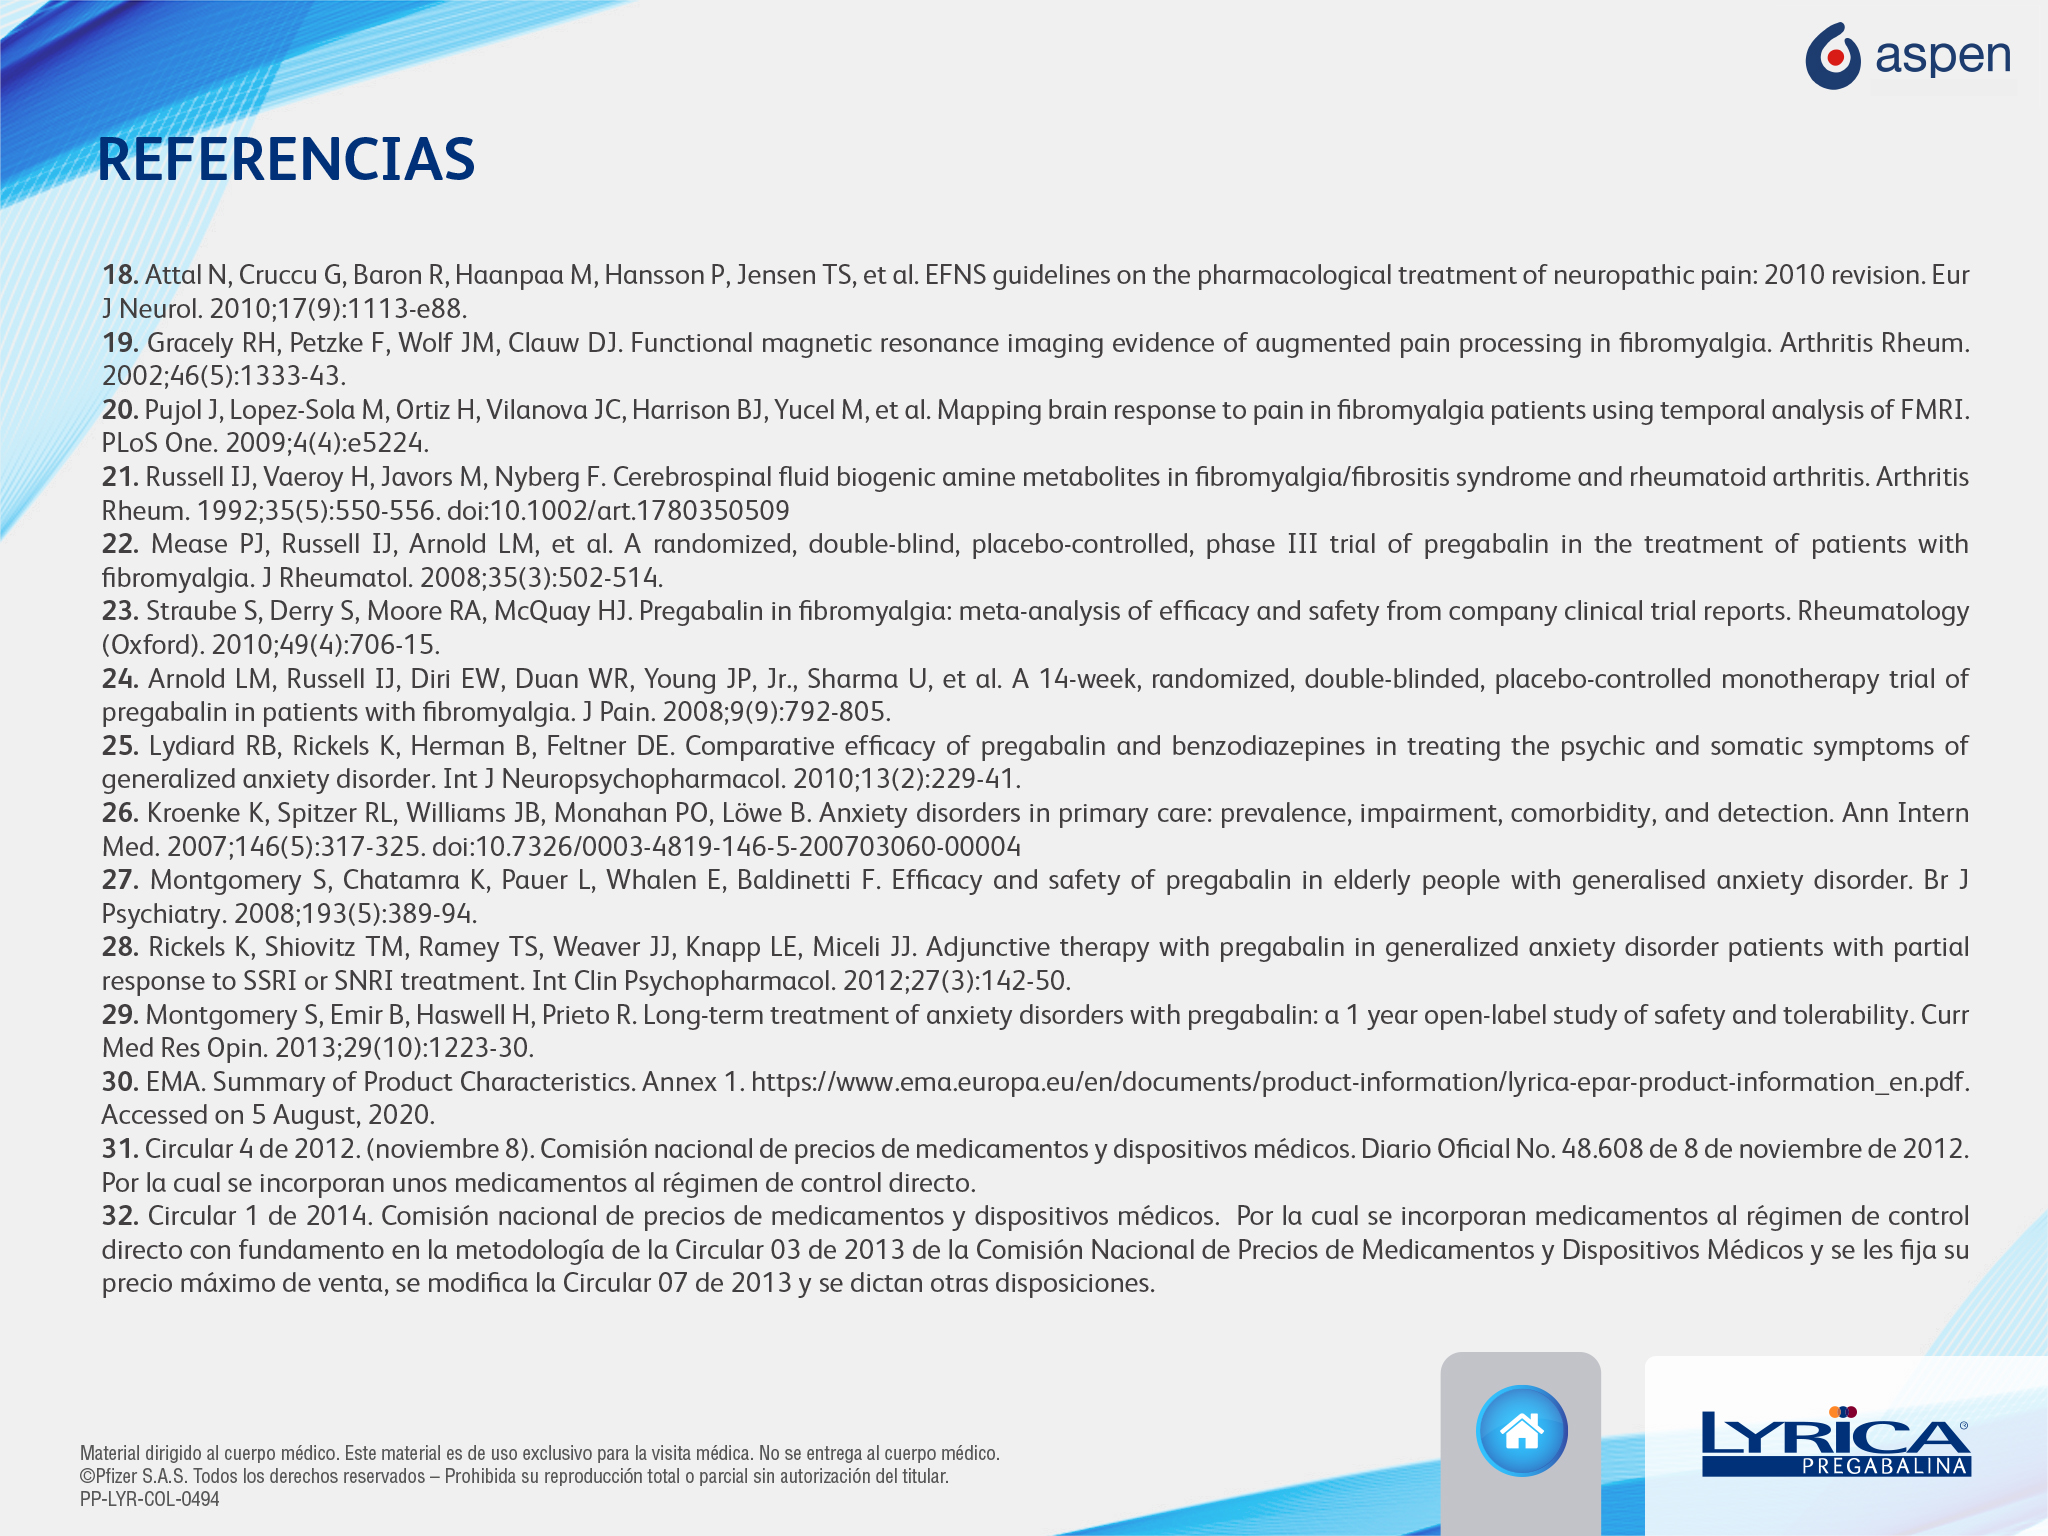 aspen
REFERENCIAS
18. Attal N, Cruccu G, Baron R, Haanpaa M, Hansson P, Jensen TS, et al. EFNS guidelines on the pharmacological treatment of neuropathic pain: 2010 revision. Eur
J Neurol. 2010;17(9):1113-e88.
19. Gracely RH, Petzke F, Wolf JM, Clauw DJ. Functional magnetic resonance imaging evidence of augmented pain processing in fibromyalgia. Arthritis Rheum.
2002;46(5):1333-43.
20. Pujol J, Lopez-Sola M, Ortiz H, Vilanova JC, Harrison BJ, Yucel M, et al. Mapping brain response to pain in fibromyalgia patients using temporal analysis of FMRI.
PLoS One. 2009;4(4):e5224.
21. Russell IJ, Vaeroy H, Javors M, Nyberg F. Cerebrospinal fluid biogenic amine metabolites in fibromyalgia/fibrositis syndrome and rheumatoid arthritis. Arthritis
Rheum. 1992;35(5):550-556. doi:10.1002/art.1780350509
22. Mease PJ, Russell IJ, Arnold LM, et al. A randomized, double-blind, placebo-controlled, phase III trial of pregabalin in the treatment of patients with
fibromyalgia. J Rheumatol. 2008;35(3):502-514.
23. Straube S, Derry S, Moore RA, McQuay HJ. Pregabalin in fibromyalgia: meta-analysis of efficacy and safety from company clinical trial reports. Rheumatology
(Oxford). 2010;49(4):706-15.
24. Arnold LM, Russell IJ, Diri EW, Duan WR, Young JP, Jr., Sharma U, et al. A 14-week, randomized, double-blinded, placebo-controlled monotherapy trial of
pregabalin in patients with fibromyalgia. J Pain. 2008;9(9):792-805.
25. Lydiard RB, Rickels K, Herman B, Feltner DE. Comparative efficacy of pregabalin and benzodiazepines in treating the psychic and somatic symptoms of
generalized anxiety disorder. Int J Neuropsychopharmacol. 2010;13(2):229-41.
26. Kroenke K, Spitzer RL, Williams JB, Monahan PO, Löwe B. Anxiety disorders in primary care: prevalence, impairment, comorbidity, and detection. Ann Intern
Med. 2007;146(5):317-325. doi:10.7326/0003-4819-146-5-200703060-00004
27. Montgomery S, Chatamra K, Pauer L, Whalen E, Baldinetti F. Efficacy and safety of pregabalin in elderly people with generalised anxiety disorder. Br J
Psychiatry. 2008;193(5):389-94.
28. Rickels K, Shiovitz TM, Ramey TS, Weaver JJ, Knapp LE, Miceli JJ. Adjunctive therapy with pregabalin in generalized anxiety disorder patients with partial
response to SSRI or SNRI treatment. Int Clin Psychopharmacol. 2012;27(3):142-50.
29. Montgomery S, Emir B, Haswell H, Prieto R. Long-term treatment of anxiety disorders with pregabalin: a 1 year open-label study of safety and tolerability. Curr
Med Res Opin. 2013;29(10):1223-30.
30. EMA. Summary of Product Characteristics. Annex 1. https://www.ema.europa.eu/en/documents/product-information/lyrica-epar-product-information_en.pdf.
Accessed on 5 August, 2020.
31. Circular 4 de 2012. (noviembre 8). Comisión nacional de precios de medicamentos y dispositivos médicos. Diario Oficial No. 48.608 de 8 de noviembre de 2012.
Por la cual se incorporan unos medicamentos al régimen de control directo.
32. Circular 1 de 2014. Comisión nacional de precios de medicamentos y dispositivos médicos. Por la cual se incorporan medicamentos al régimen de control
directo con fundamento en la metodología de la Circular 03 de 2013 de la Comisión Nacional de Precios de Medicamentos y Dispositivos Médicos y se les fija su
precio máximo de venta, se modifica la Circular 07 de 2013 y se dictan otras disposiciones.
Material dirigido al cuerpo médico. Este material es de uso exclusivo para la visita médica. No se entrega al cuerpo médico.
©Pfizer S.A.S. Todos los derechos reservados – Prohibida su reproducción total o parcial sin autorización del titular.
PP-LYR-COL-0494
LYRICA®
PREGABALINA